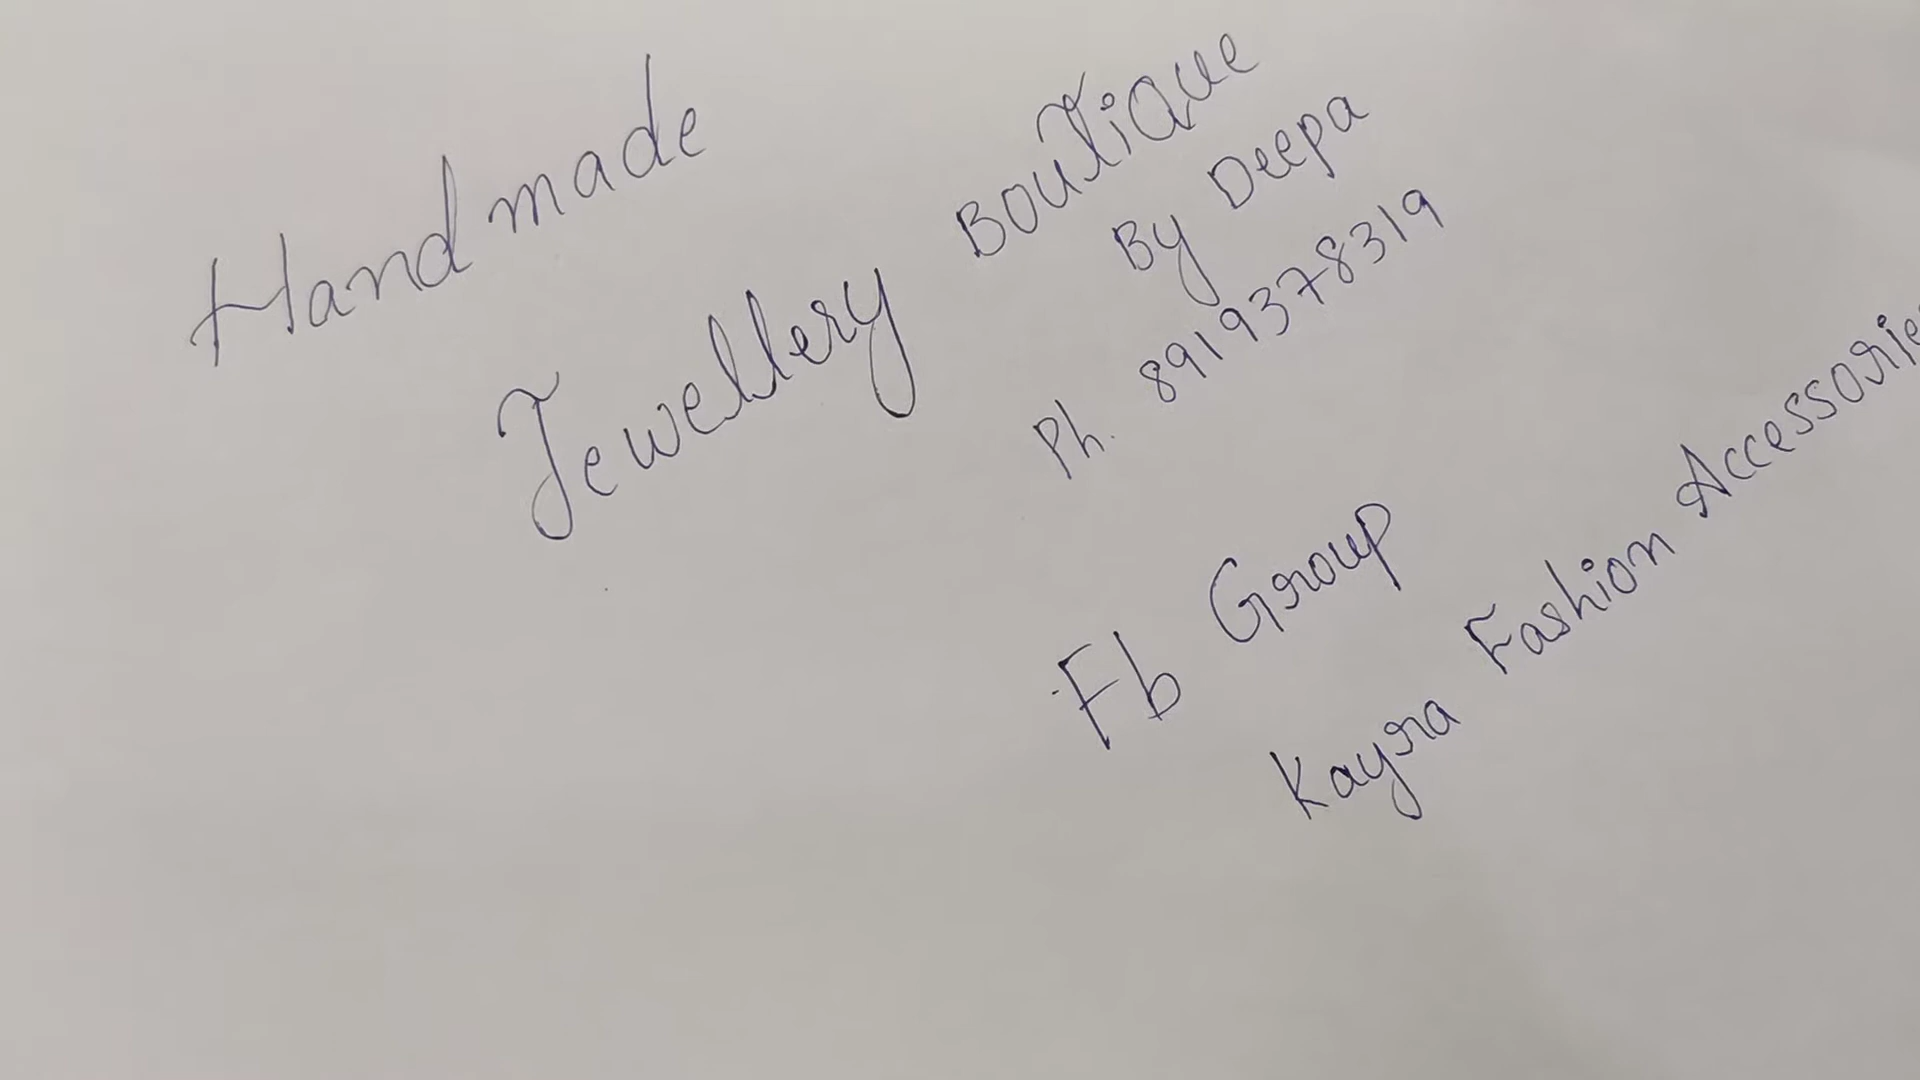 Handmade
Jewellery BouTiQue
By Deepa
Ph. 8919378319
Fb Group
Kayra Fashion Accessorie